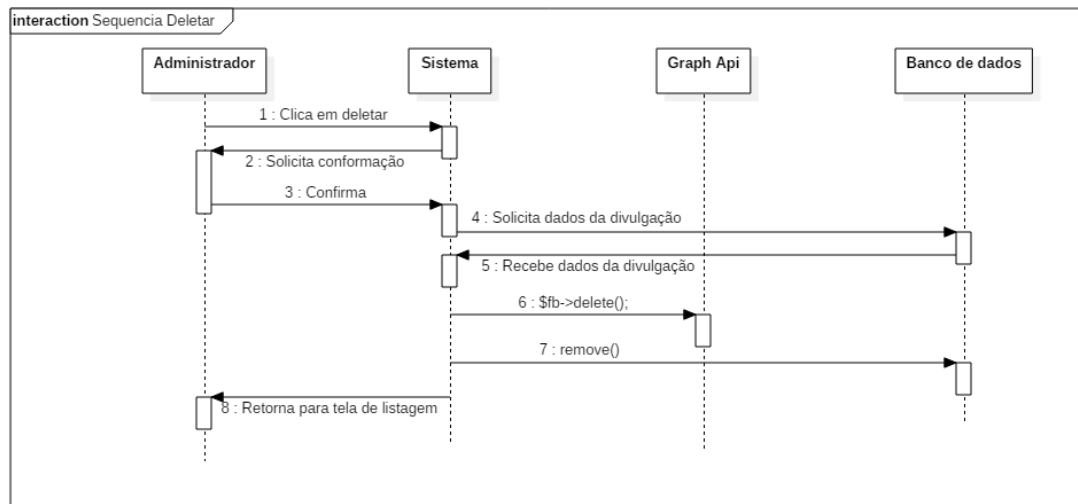 interaction Sequencia Deletar
Administrador
Sistema
Graph Api
Banco de dados
1 : Clica em deletar
2 : Solicita conformação
3 : Confirma
4 : Solicita dados da divulgação
5 : Recebe dados da divulgação
6 : $fb->delete();
7 : remove()
8 : Retorna para tela de listagem